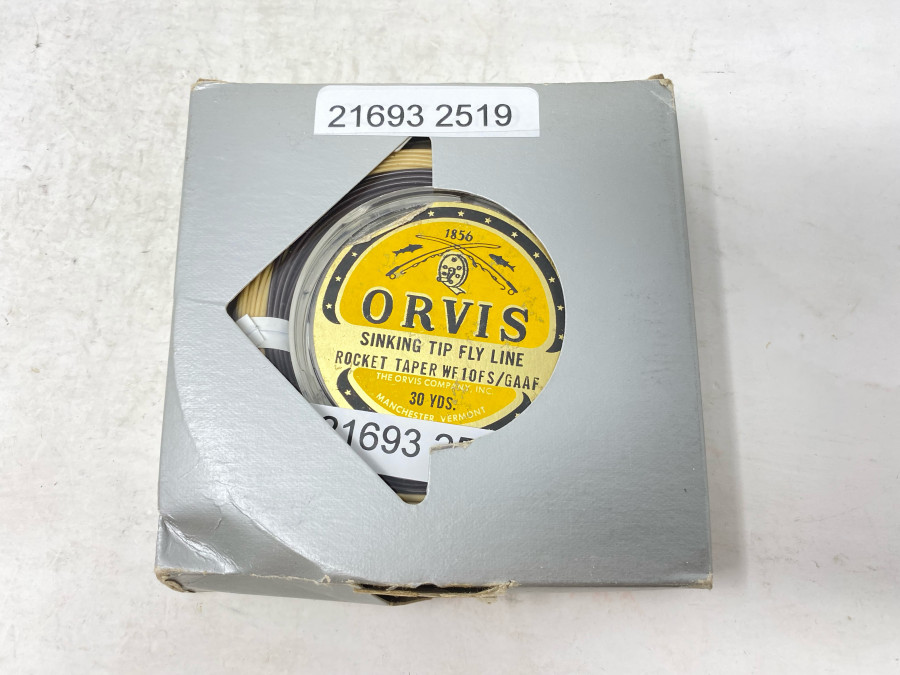 21693 2519
1856
ORVIS
SINKING TIP FLY LINE
ROCKET TAPER WF10FS/GAAF
THE ORVIS COMPANY, INC.
30 YDS.
MANCHESTER, VERMONT
21693